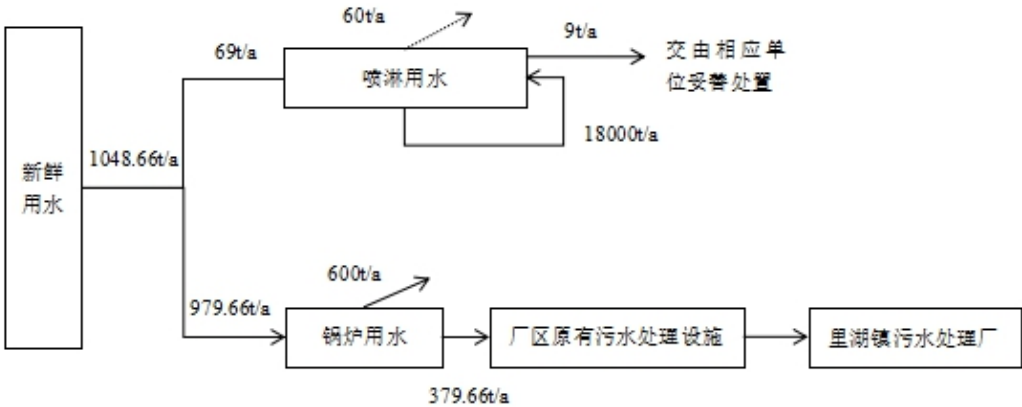 60t/a
9t/a
69t/a
喷淋用水
交由相应单
位妥善处置
18000t/a
1048.66t/a
新鲜
用水
600t/a
979.66t/a
锅炉用水
厂区原有污水处理设施
里湖镇污水处理厂
379.66t/a